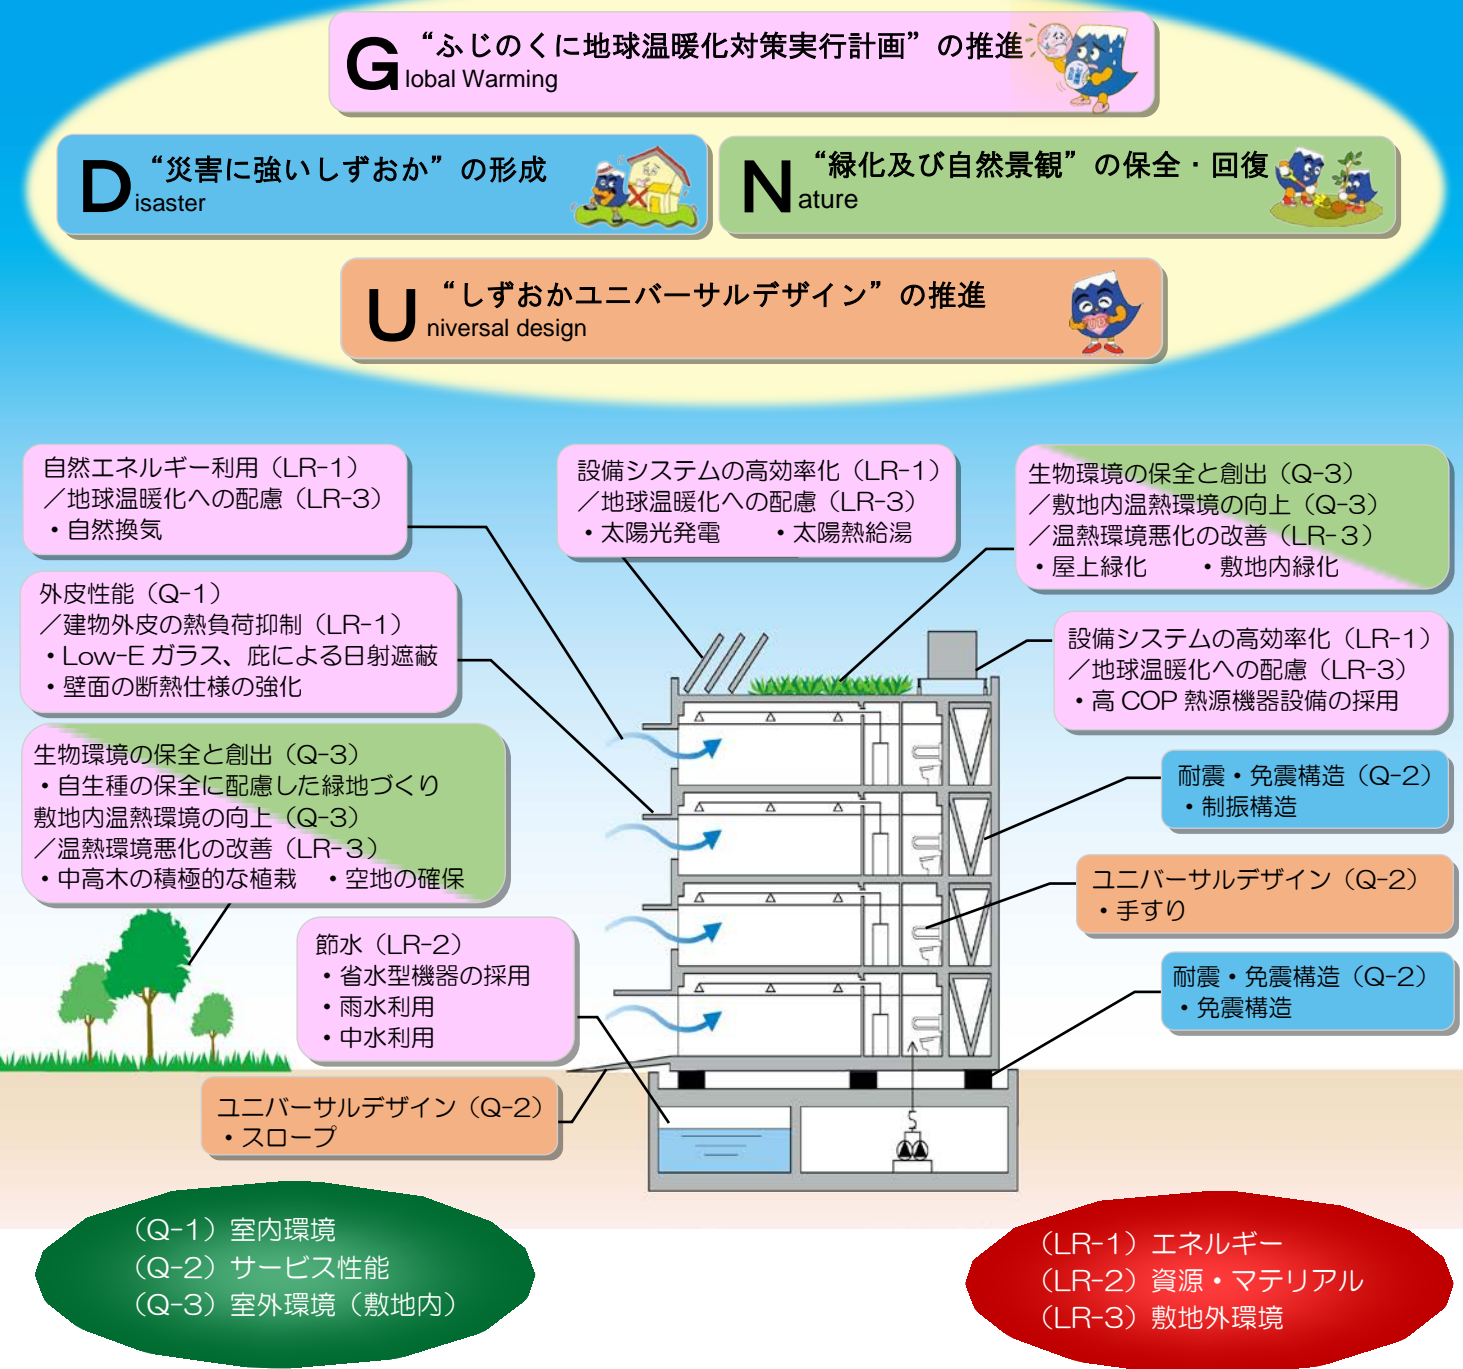 “ふじのくに地球温暖化対策実行計画”の推進
Global Warming
“災害に強いしずおか”の形成
Disaster
“緑化及び自然景観”の保全・回復
Nature
“しずおかユニバーサルデザイン”の推進
Universal design
自然エネルギー利用（LR-1）
／地球温暖化への配慮（LR-3）
・自然換気
設備システムの高効率化（LR-1）
／地球温暖化への配慮（LR-3）
・太陽光発電　　・太陽熱給湯
生物環境の保全と創出（Q-3）
／敷地内温熱環境の向上（Q-3）
／温熱環境悪化の改善（LR-３）
・屋上緑化　　・敷地内緑化
外皮性能（Q-1）
／建物外皮の熱負荷抑制（LR-1）
・Low-E ガラス、庇による日射遮蔽
・壁面の断熱仕様の強化
設備システムの高効率化（LR-1）
／地球温暖化への配慮（LR-3）
・高 COP 熱源機器設備の採用
生物環境の保全と創出（Q-3）
・自生種の保全に配慮した緑地づくり
敷地内温熱環境の向上（Q-3）
／温熱環境悪化の改善（LR-３）
・中高木の積極的な植栽　・空地の確保
耐震・免震構造（Q-2）
・制振構造
ユニバーサルデザイン（Q-2）
・手すり
節水（LR-2）
・省水型機器の採用
・雨水利用
・中水利用
耐震・免震構造（Q-2）
・免震構造
ユニバーサルデザイン（Q-2）
・スロープ
（Q-1）室内環境
（Q-2）サービス性能
（Q-3）室外環境（敷地内）
（LR-1）エネルギー
（LR-2）資源・マテリアル
（LR-3）敷地外環境